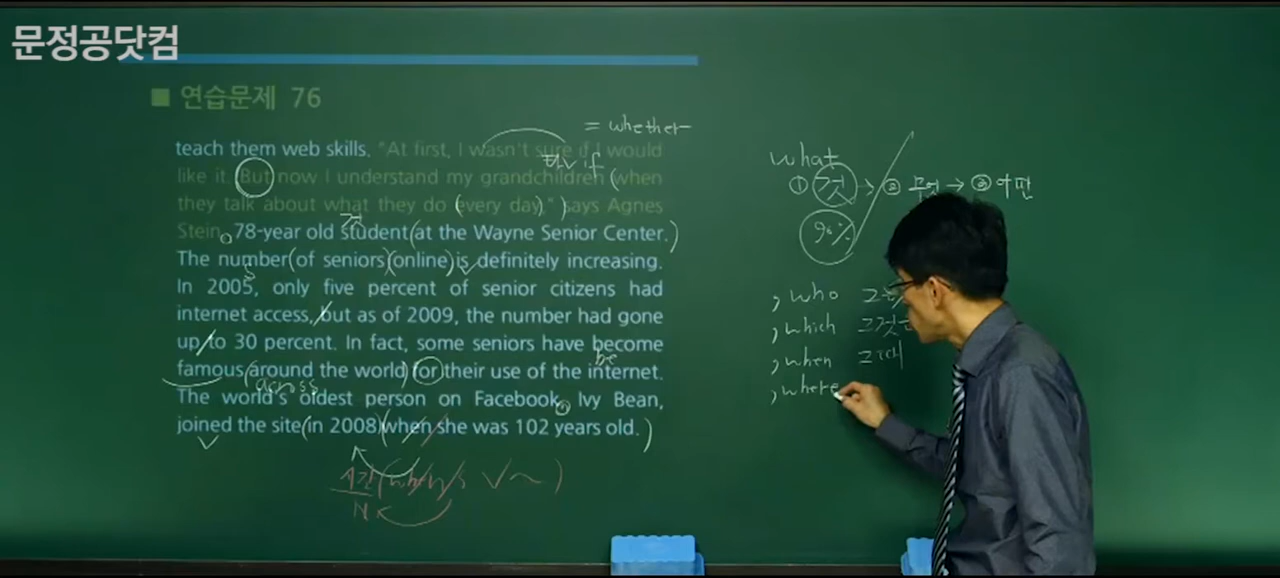 문정공닷컴
■ 연습문제 76
= whether
teach them web skills. "At first, I wasn't sure if I would
if
like it. But now I understand my grandchildren (when
they talk about what they do (every day)," ) says Agnes
것
Stein, 78-year old student (at the Wayne Senior Center.)
The number (of seniors) (online) is definitely increasing.
In 2005, only five percent of senior citizens had
internet access, but as of 2009, the number had gone
up to 30 percent. In fact, some seniors have become
be
famous (around the world) for their use of the internet.
across
The world's oldest person on Facebook, Ivy Bean,
joined the site (in 2008) (when she was 102 years old.)
시간
N
what
① 것 → ② 무엇 → ③ 어떤
98%
, who
, which
, when 그때
, where